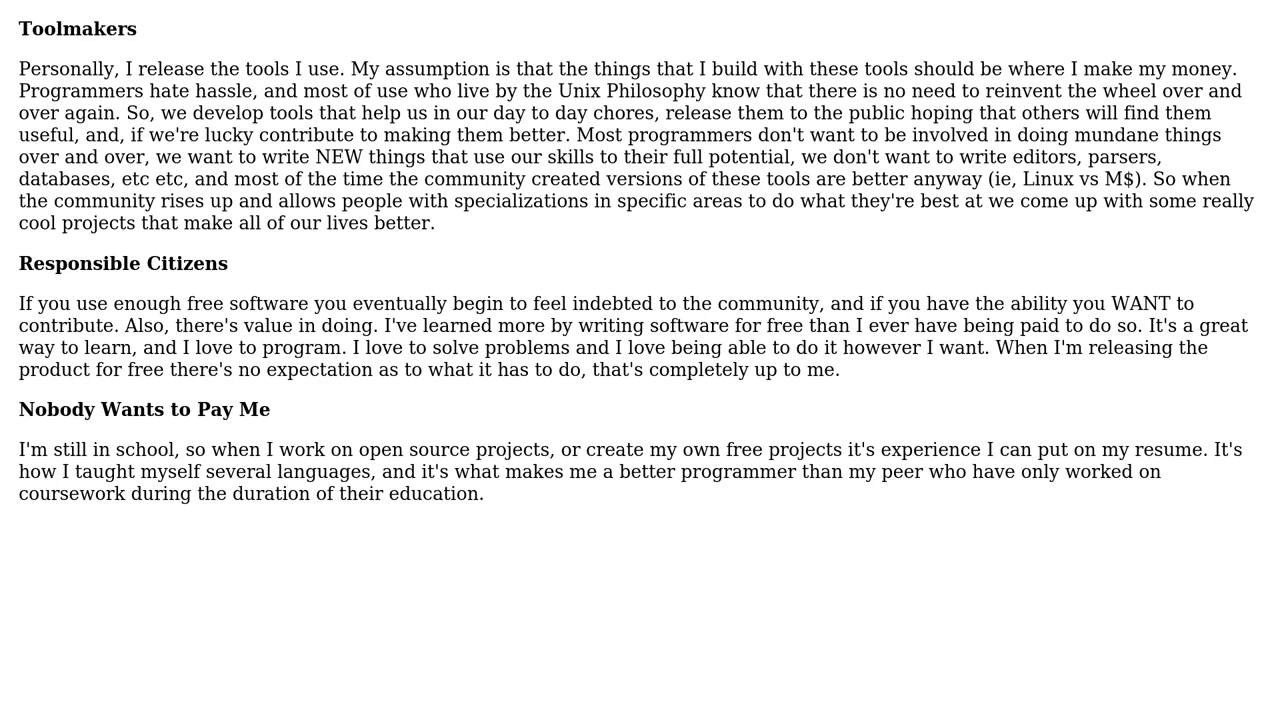 Toolmakers
Personally, I release the tools I use. My assumption is that the things that I build with these tools should be where I make my money.
Programmers hate hassle, and most of use who live by the Unix Philosophy know that there is no need to reinvent the wheel over and
over again. So, we develop tools that help us in our day to day chores, release them to the public hoping that others will find them
useful, and, if we're lucky contribute to making them better. Most programmers don't want to be involved in doing mundane things
over and over, we want to write NEW things that use our skills to their full potential, we don't want to write editors, parsers,
databases, etc etc, and most of the time the community created versions of these tools are better anyway (ie, Linux vs M$). So when
the community rises up and allows people with specializations in specific areas to do what they're best at we come up with some really
cool projects that make all of our lives better.
Responsible Citizens
If you use enough free software you eventually begin to feel indebted to the community, and if you have the ability you WANT to
contribute. Also, there's value in doing. I've learned more by writing software for free than I ever have being paid to do so. It's a great
way to learn, and I love to program. I love to solve problems and I love being able to do it however I want. When I'm releasing the
product for free there's no expectation as to what it has to do, that's completely up to me.
Nobody Wants to Pay Me
I'm still in school, so when I work on open source projects, or create my own free projects it's experience I can put on my resume. It's
how I taught myself several languages, and it's what makes me a better programmer than my peer who have only worked on
coursework during the duration of their education.